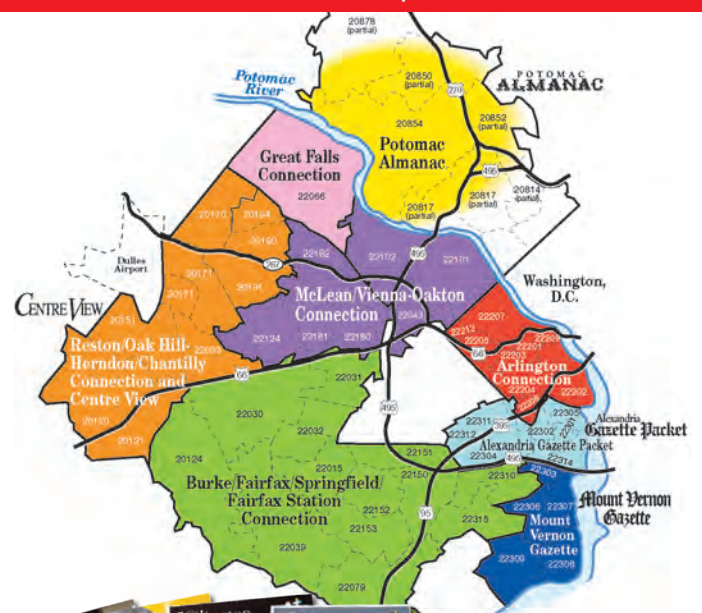 20878
(partial)
Potomac
River
20850
(partial)
270
POTOMAC
ALMANAC
20852
(partial)
20854
Potomac
Almanac
495
20817
(partial)
20814
(partial)
20817
(partial)
Great Falls
Connection
22066
20170
20194
20190
Dulles
Airport
267
20171
20171
20191
22182
22102
22101
495
McLean/Vienna-Oakton
Connection
22043
22124
22181
22180
Washington,
D.C.
CENTRE VIEW
20151
Reston/Oak Hill-
Herndon/Chantilly
Connection and
Centre View
20120
20121
66
22207
22213
22205
66
22209
22201
22203
Arlington
Connection
22204
22202
22206
22031
495
22030
22032
22311
22312
395
22305
22301
22302
Alexandria
Gazette Packet
Alexandria Gazette Packet
22304
22314
495
20124
22015
22151
22150
22310
22303
Burke/Fairfax/Springfield/
Fairfax Station
Connection
22152
22153
95
22315
22039
22079
22306
22307
Mount
Vernon
Gazette
22309
22308
Mount Vernon
Gazette